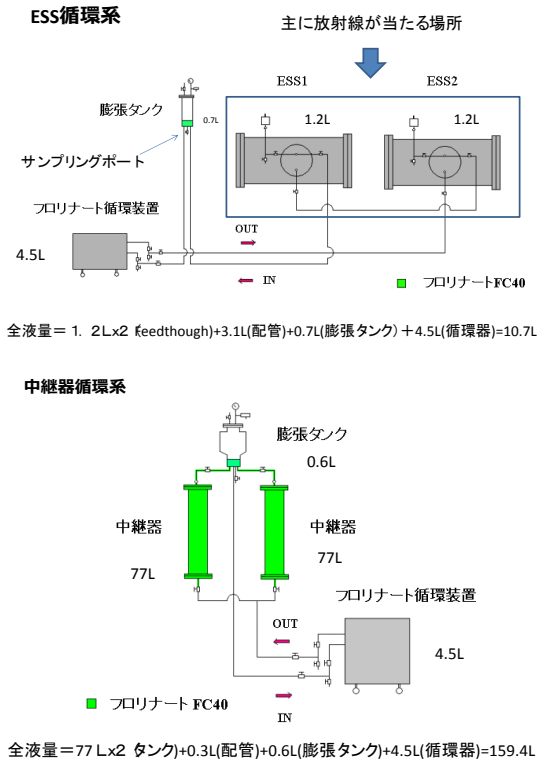 ESS循環系
主に放射線が当たる場所
ESS1
ESS2
膨張タンク
0.7L
1.2L
1.2L
サンプリングポート
フロリナート循環装置
4.5L
OUT
IN
フロリナートFC40
全液量＝1. 2Lx2 (feedthough)+3.1L(配管)+0.7L(膨張タンク)＋4.5L(循環器)=10.7L
中継器循環系
膨張タンク
0.6L
中継器
中継器
77L
77L
フロリナート循環装置
OUT
4.5L
フロリナート FC40
IN
全液量＝77Lx2 (タンク)+0.3L(配管)+0.6L(膨張タンク)+4.5L(循環器)=159.4L